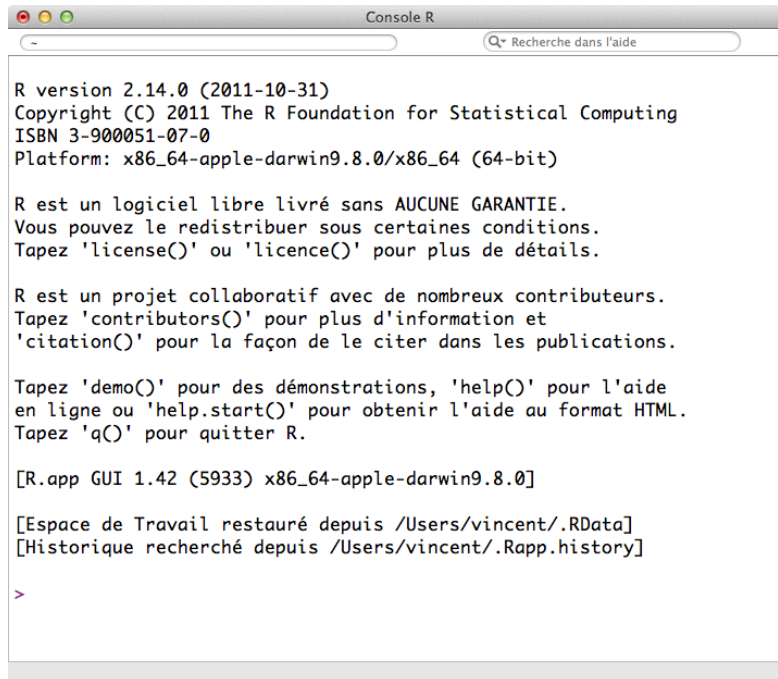 Console R
~
Recherche dans l'aide
R version 2.14.0 (2011-10-31)
Copyright (C) 2011 The R Foundation for Statistical Computing
ISBN 3-900051-07-0
Platform: x86_64-apple-darwin9.8.0/x86_64 (64-bit)
R est un logiciel libre livré sans AUCUNE GARANTIE.
Vous pouvez le redistribuer sous certaines conditions.
Tapez 'license()' ou 'licence()' pour plus de détails.
R est un projet collaboratif avec de nombreux contributeurs.
Tapez 'contributors()' pour plus d'information et
'citation()' pour la façon de le citer dans les publications.
Tapez 'demo()' pour des démonstrations, 'help()' pour l'aide
en ligne ou 'help.start()' pour obtenir l'aide au format HTML.
Tapez 'q()' pour quitter R.
[R.app GUI 1.42 (5933) x86_64-apple-darwin9.8.0]
[Espace de Travail restauré depuis /Users/vincent/.RData]
[Historique recherché depuis /Users/vincent/.Rapp.history]
>